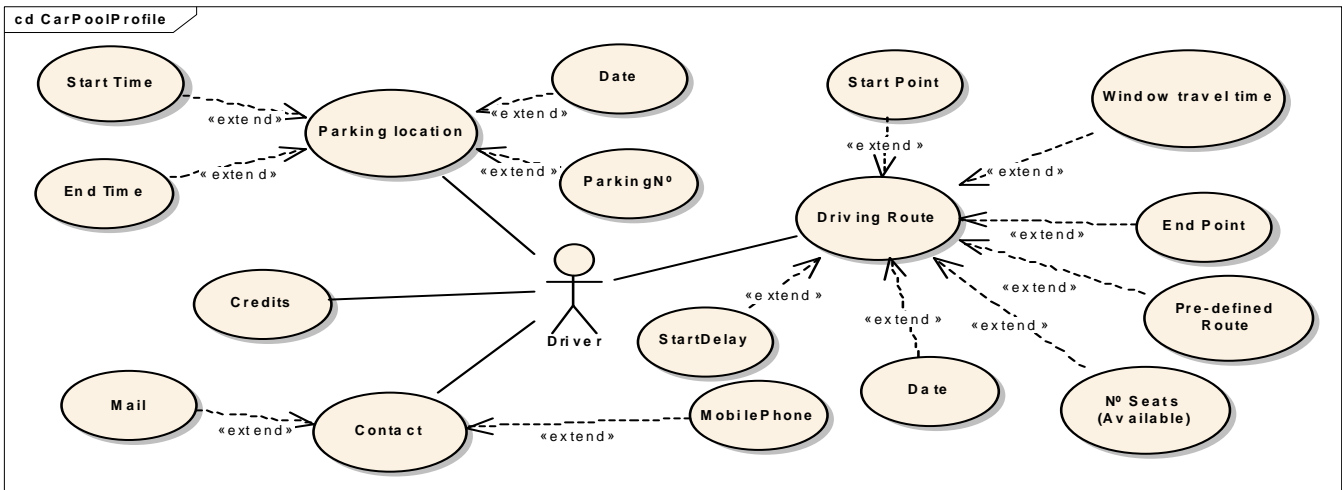 cd CarPoolProfile
Start Time
«extend»
End Time
«extend»
Parking location
Date
«extend»
ParkingNº
«extend»
Credits
Driver
Mail
«extend»
Contact
MobilePhone
«extend»
Start Point
«extend»
Window travel time
«extend»
Driving Route
End Point
«extend»
Pre-defined
Route
«extend»
StartDelay
«extend»
Date
«extend»
Nº Seats
(Available)
«extend»